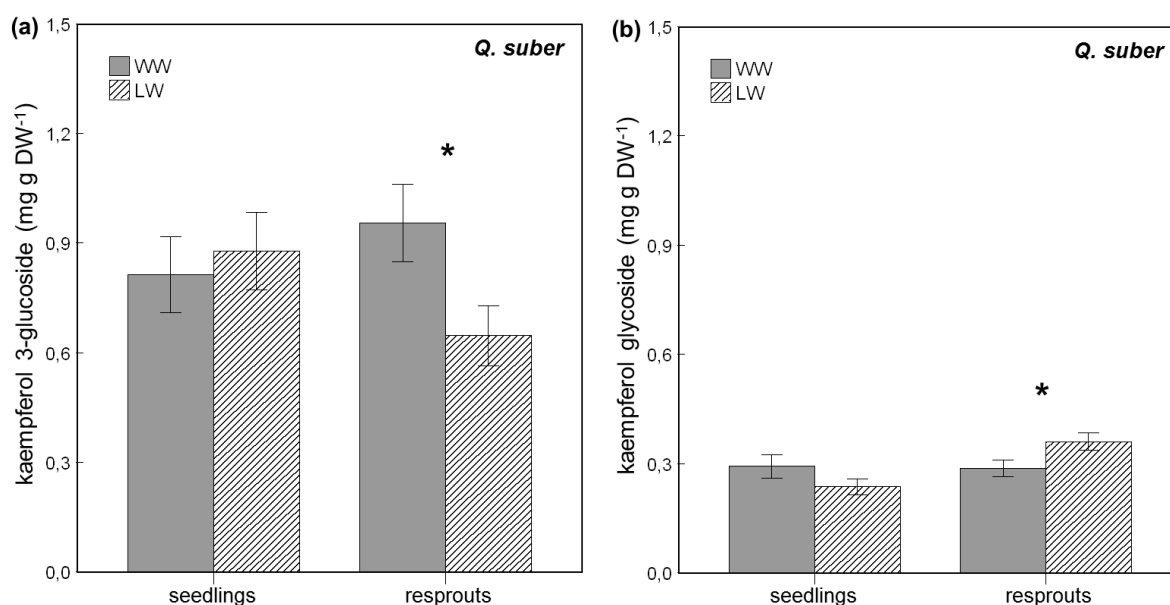 (a)
Q. suber
WW
LW
kaempferol 3-glucoside (mg g DW⁻¹)
1,5
1,2
0,9
0,6
0,3
0,0
*
seedlings
resprouts
(b)
Q. suber
WW
LW
kaempferol glycoside (mg g DW⁻¹)
1,5
1,2
0,9
0,6
0,3
0,0
*
seedlings
resprouts